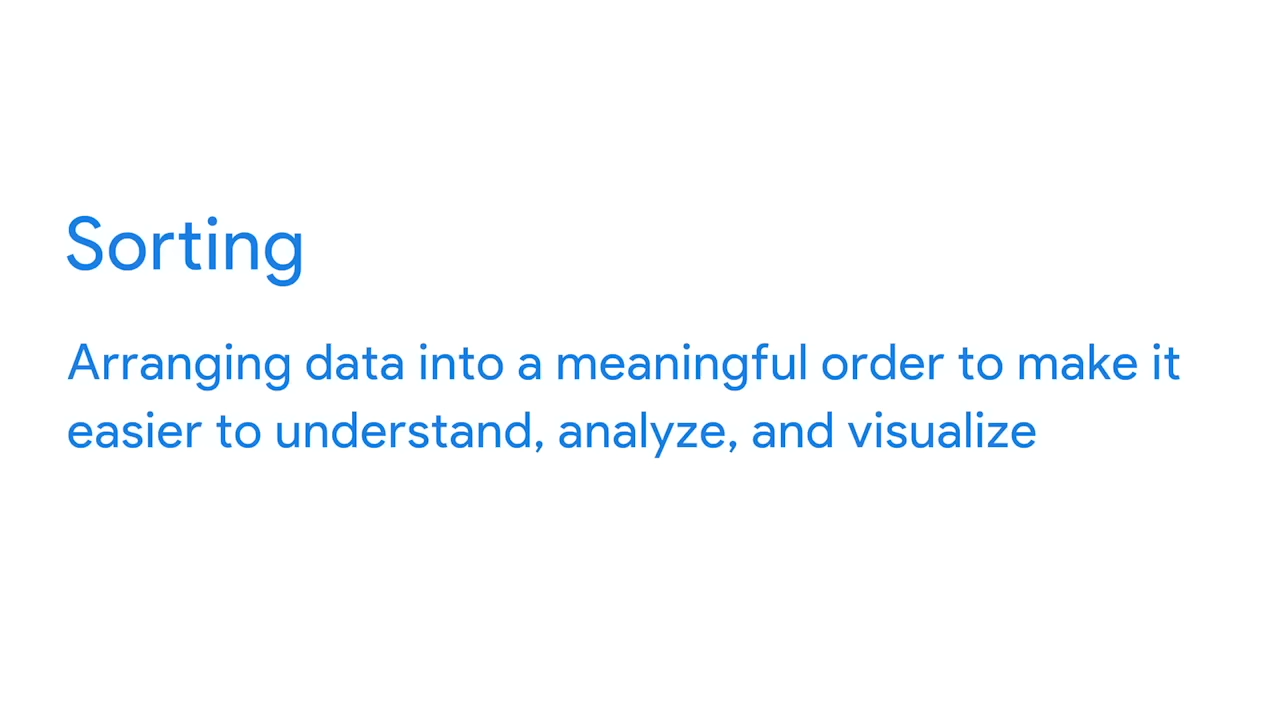 Sorting
Arranging data into a meaningful order to make it
easier to understand, analyze, and visualize